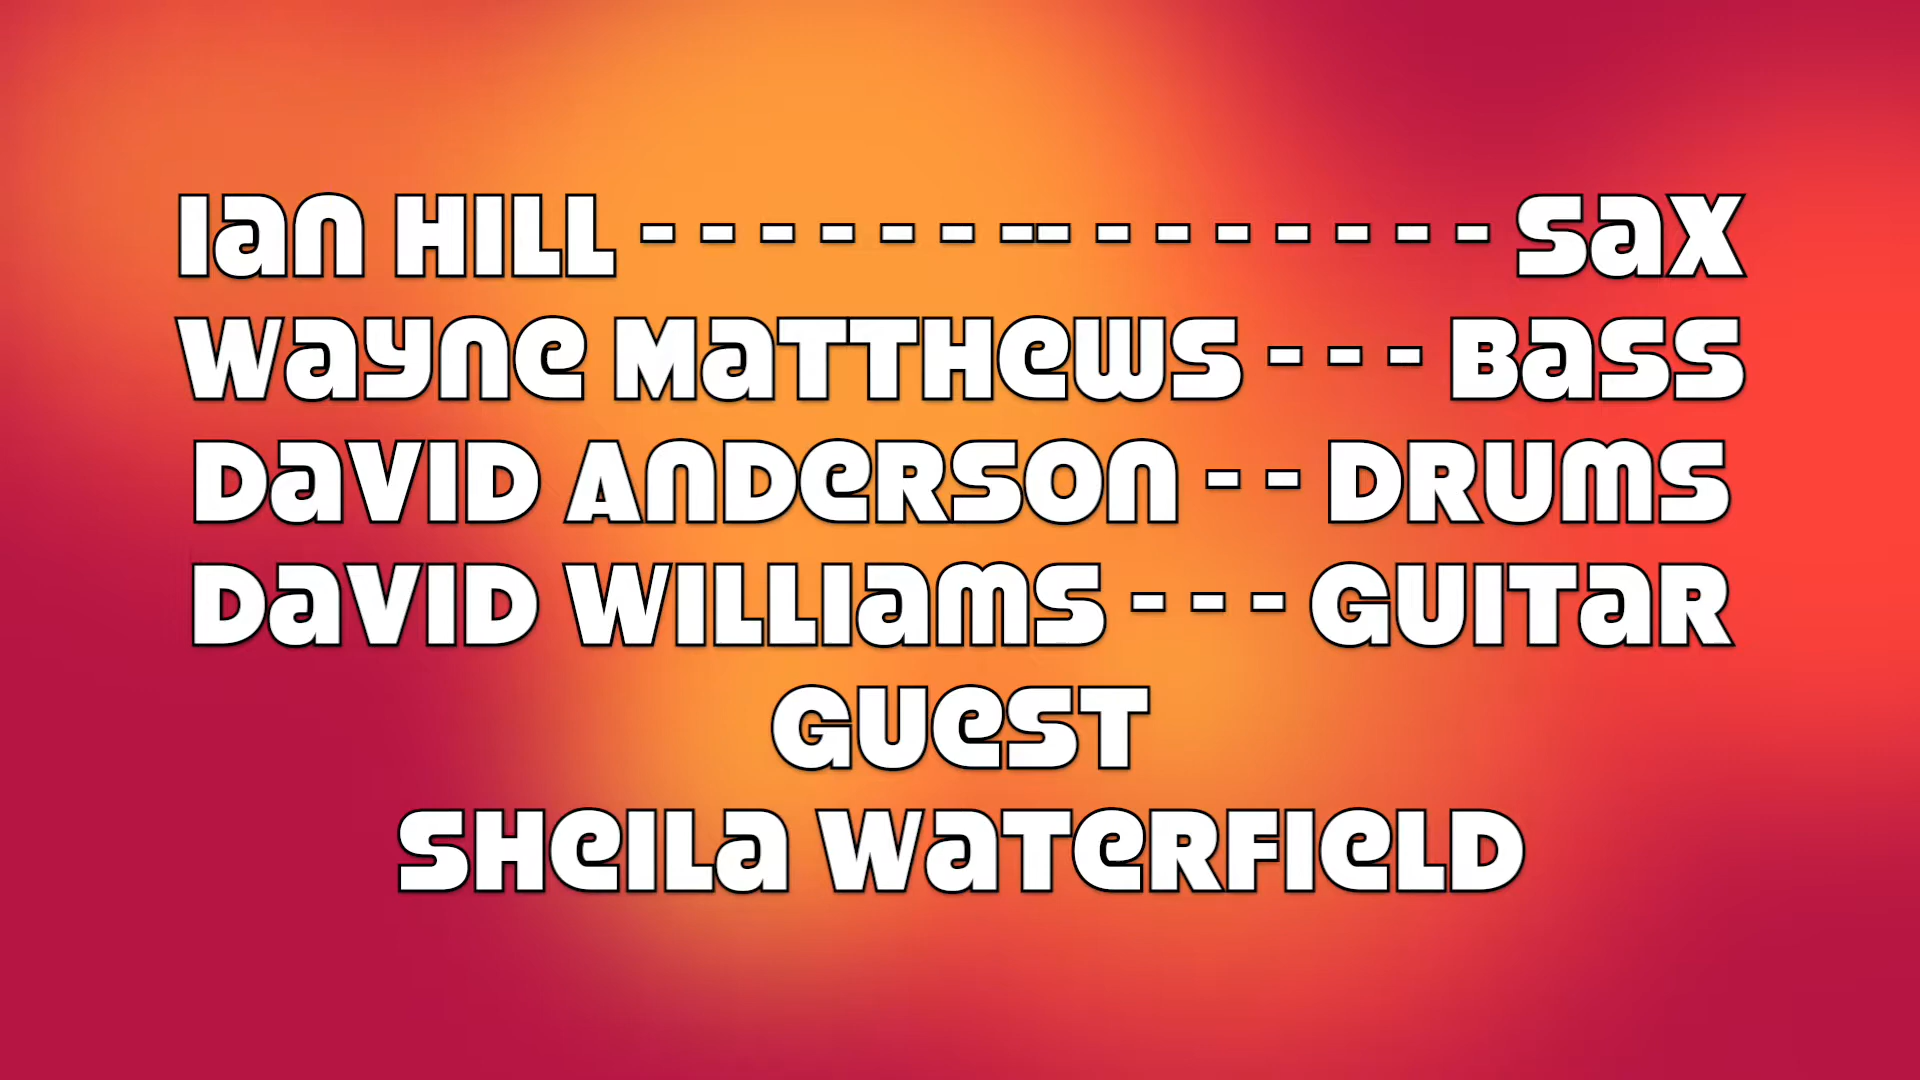 Ian Hill - - - - - - -- - - - - - - - Sax
Wayne Matthews - - - Bass
David Anderson - - Drums
David Williams - - - Guitar
Guest
Sheila Waterfield